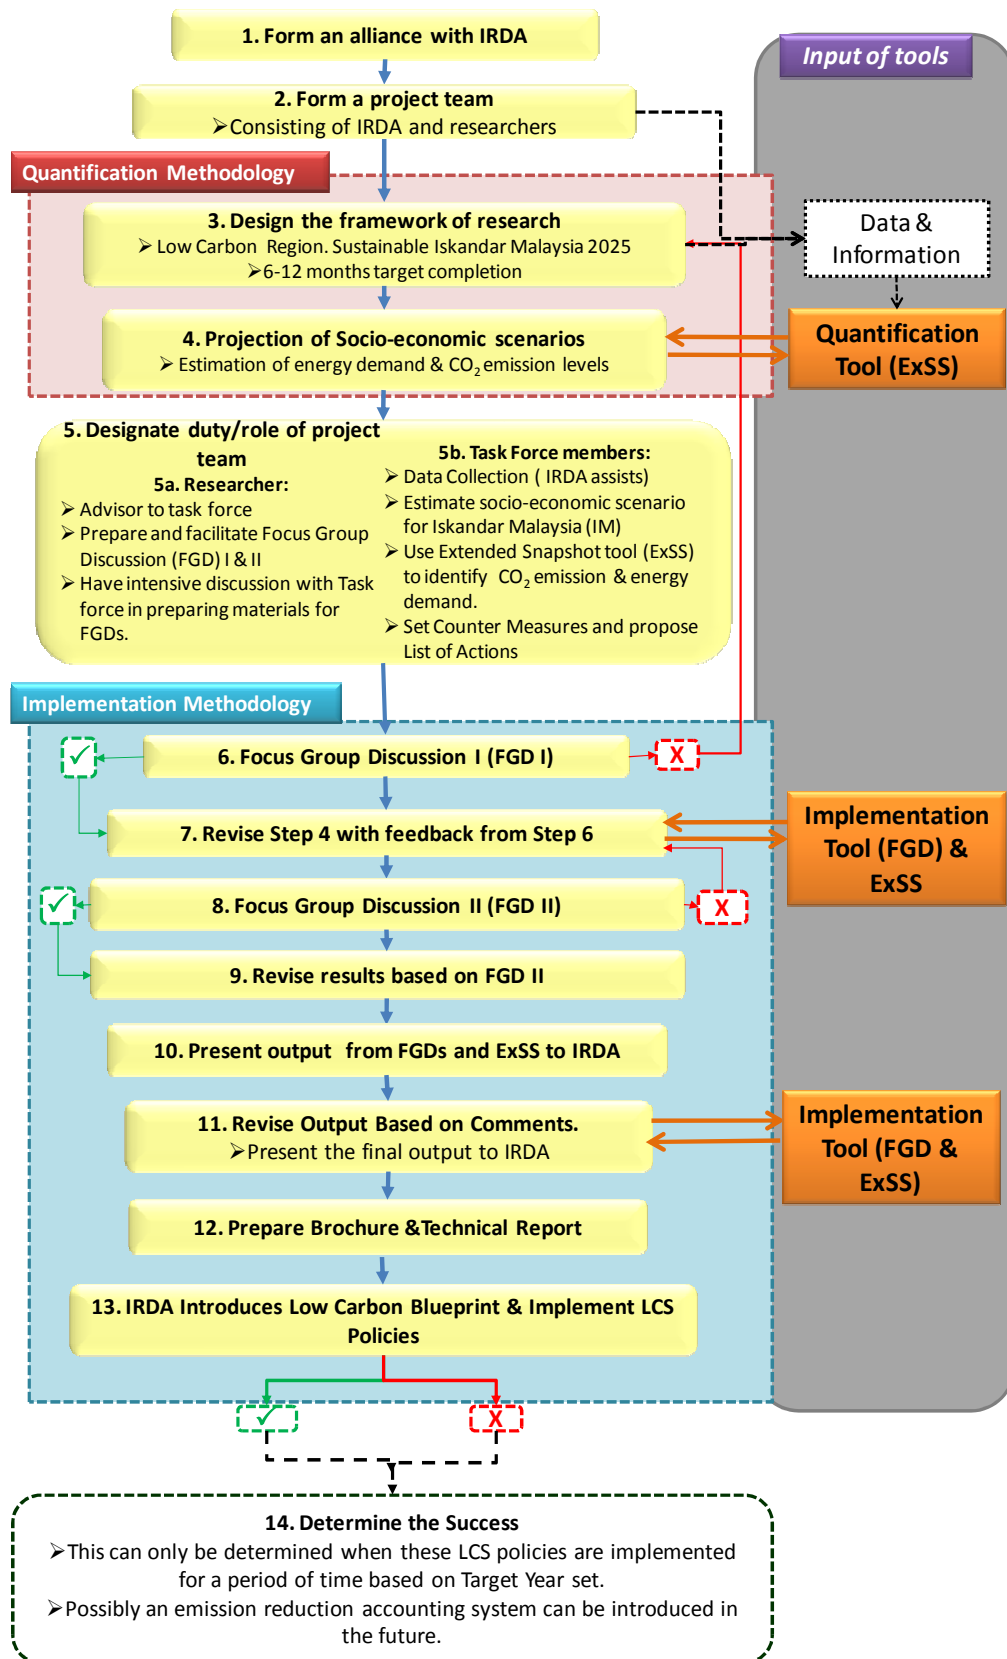 1. Form an alliance with IRDA
Input of tools
2. Form a project team
➢Consisting of IRDA and researchers
Quantification Methodology
3. Design the framework of research
➢ Low Carbon Region. Sustainable Iskandar Malaysia 2025
➢6-12 months target completion
Data &
Information
4. Projection of Socio-economic scenarios
➢ Estimation of energy demand & CO₂ emission levels
Quantification
Tool (ExSS)
5. Designate duty/role of project
team
5a. Researcher:
➢ Advisor to task force
➢ Prepare and facilitate Focus Group
Discussion (FGD) I & II
➢ Have intensive discussion with Task
force in preparing materials for
FGDs.
5b. Task Force members:
➢ Data Collection ( IRDA assists)
➢ Estimate socio-economic scenario
for Iskandar Malaysia (IM)
➢ Use Extended Snapshot tool (ExSS)
to identify CO₂ emission & energy
demand.
➢ Set Counter Measures and propose
List of Actions
Implementation Methodology
✓
6. Focus Group Discussion I (FGD I)
X
7. Revise Step 4 with feedback from Step 6
Implementation
Tool (FGD) &
ExSS
✓
8. Focus Group Discussion II (FGD II)
X
9. Revise results based on FGD II
10. Present output from FGDs and ExSS to IRDA
11. Revise Output Based on Comments.
➢Present the final output to IRDA
Implementation
Tool (FGD &
ExSS)
12. Prepare Brochure &Technical Report
13. IRDA Introduces Low Carbon Blueprint & Implement LCS
Policies
✓
X
14. Determine the Success
➢This can only be determined when these LCS policies are implemented
for a period of time based on Target Year set.
➢Possibly an emission reduction accounting system can be introduced in
the future.